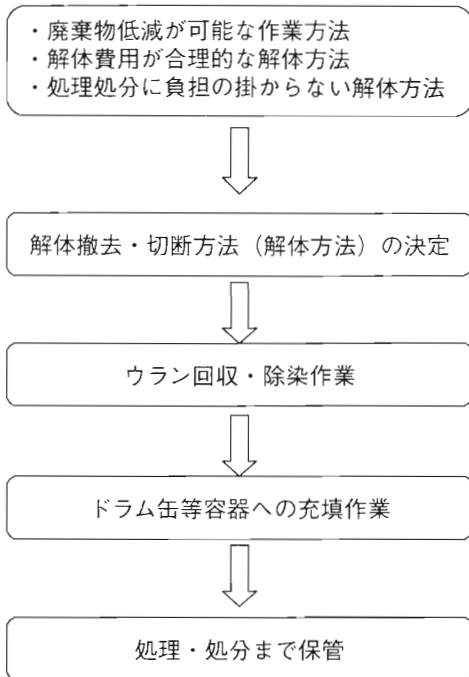 ・廃棄物低減が可能な作業方法
・解体費用が合理的な解体方法
・処理処分に負担の掛からない解体方法
解体撤去・切断方法（解体方法）の決定
ウラン回収・除染作業
ドラム缶等容器への充填作業
処理・処分まで保管